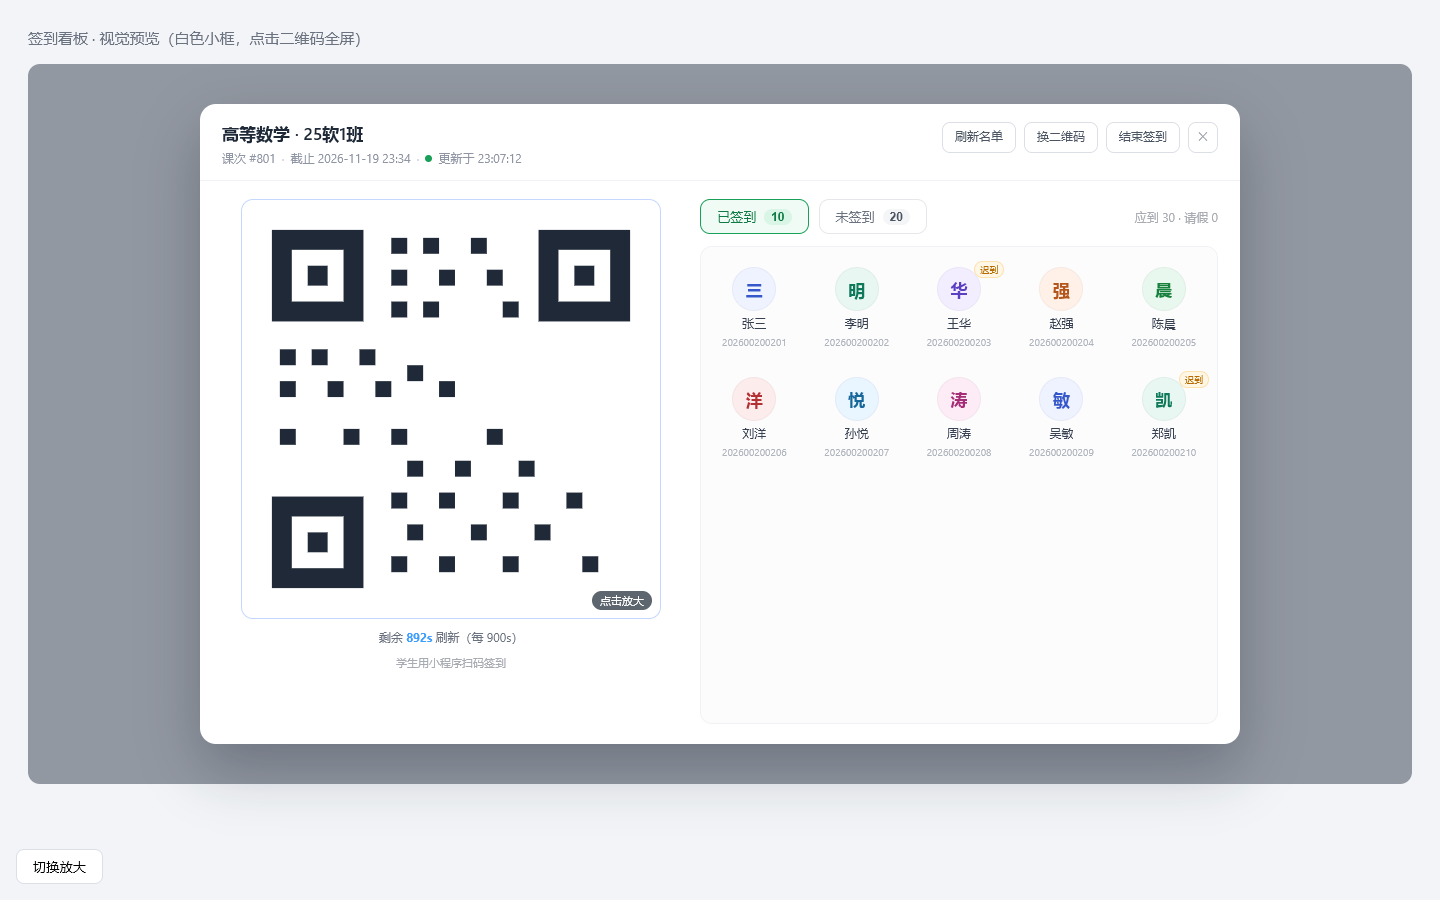 签到看板 · 视觉预览（白色小框，点击二维码全屏）
高等数学 · 25软1班
课次 #801 · 截止 2026-11-19 23:34 · 更新于 23:07:12
刷新名单
换二维码
结束签到
×
点击放大
剩余 892s 刷新（每 900s）
学生用小程序扫码签到
已签到 10
未签到 20
应到 30 · 请假 0
三
明
华
迟到
强
晨
张三
李明
王华
赵强
陈晨
202600200201
202600200202
202600200203
202600200204
202600200205
洋
悦
涛
敏
凯
迟到
刘洋
孙悦
周涛
吴敏
郑凯
202600200206
202600200207
202600200208
202600200209
202600200210
切换放大